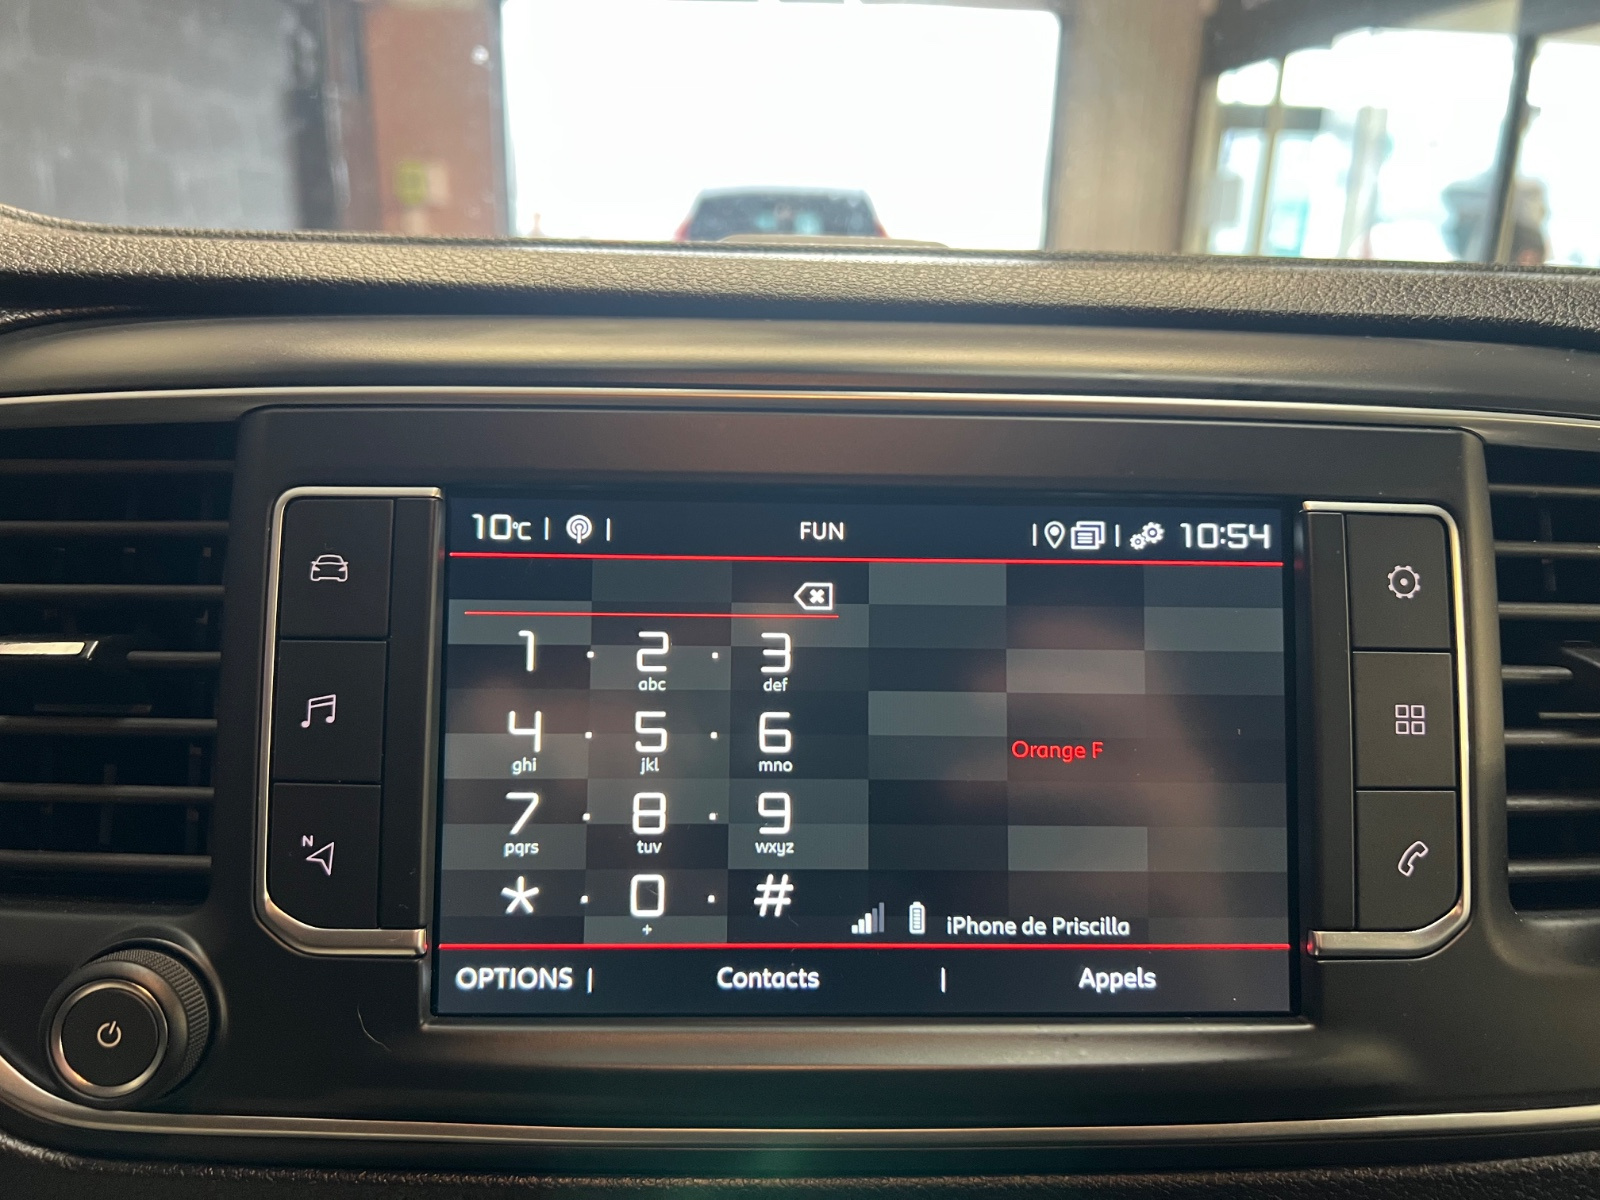 10°C | | FUN | | 10:54
1 · 2 · 3
abc def
4 · 5 · 6
ghi jkl mno
Orange F
7 · 8 · 9
pqrs tuv wxyz
* · 0 · #
+
iPhone de Priscilla
OPTIONS | Contacts | Appels
N